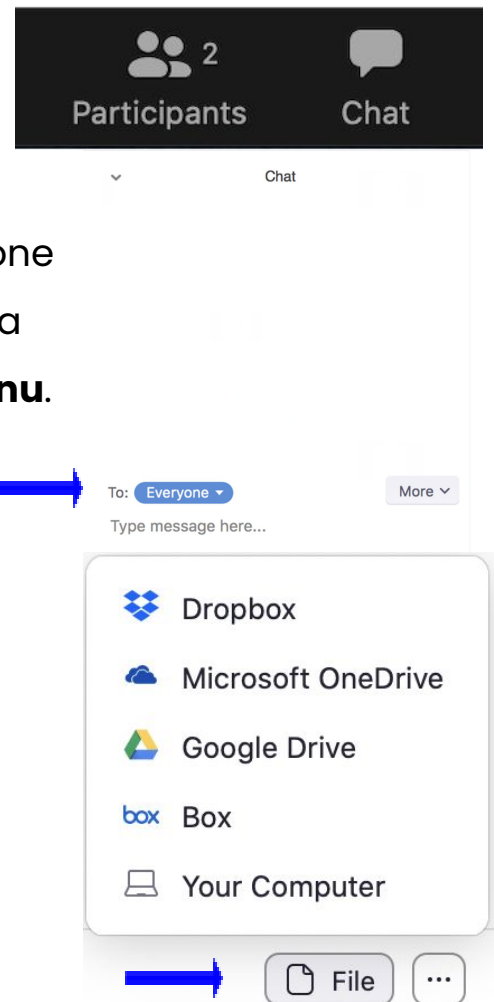 2
Participants Chat
Chat
one
a
nu.
To: Everyone
More
Type message here...
Dropbox
Microsoft OneDrive
Google Drive
box Box
Your Computer
File ...